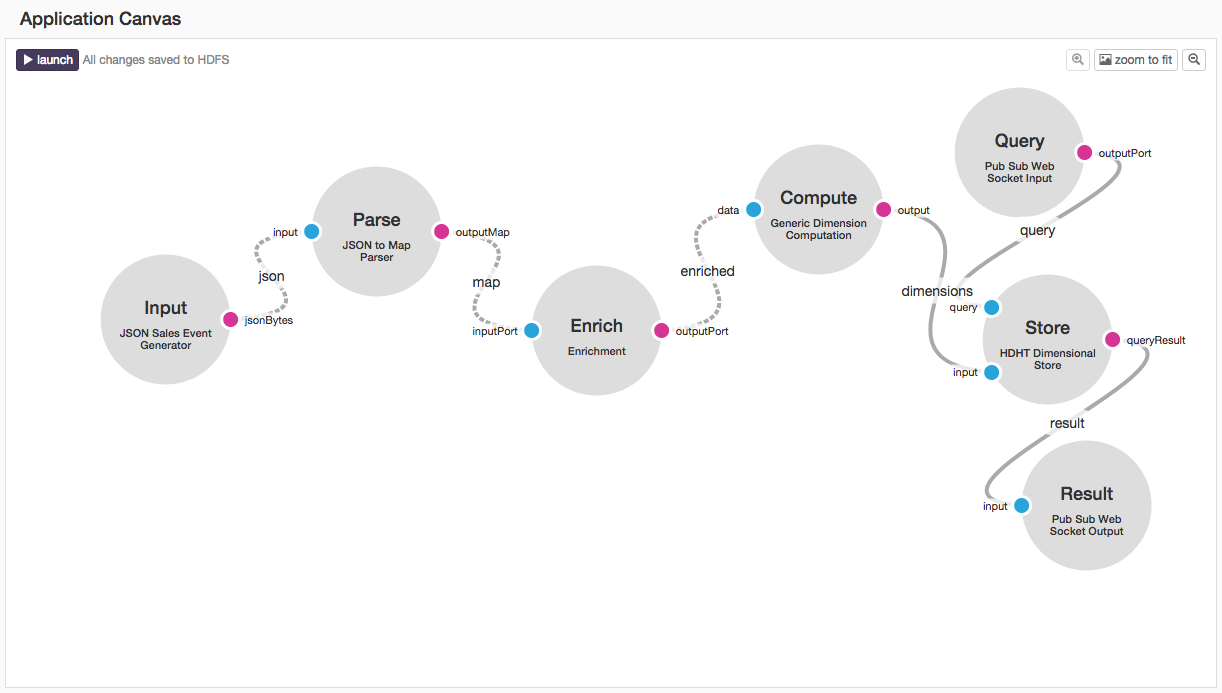 Application Canvas
launch
All changes saved to HDFS
zoom to fit
Input
JSON Sales Event
Generator
jsonBytes
json
input
Parse
JSON to Map
Parser
outputMap
map
inputPort
Enrich
Enrichment
outputPort
enriched
data
Compute
Generic Dimension
Computation
output
dimensions
Query
Pub Sub Web
Socket Input
outputPort
query
query
input
Store
HDHT Dimensional
Store
queryResult
result
input
Result
Pub Sub Web
Socket Output